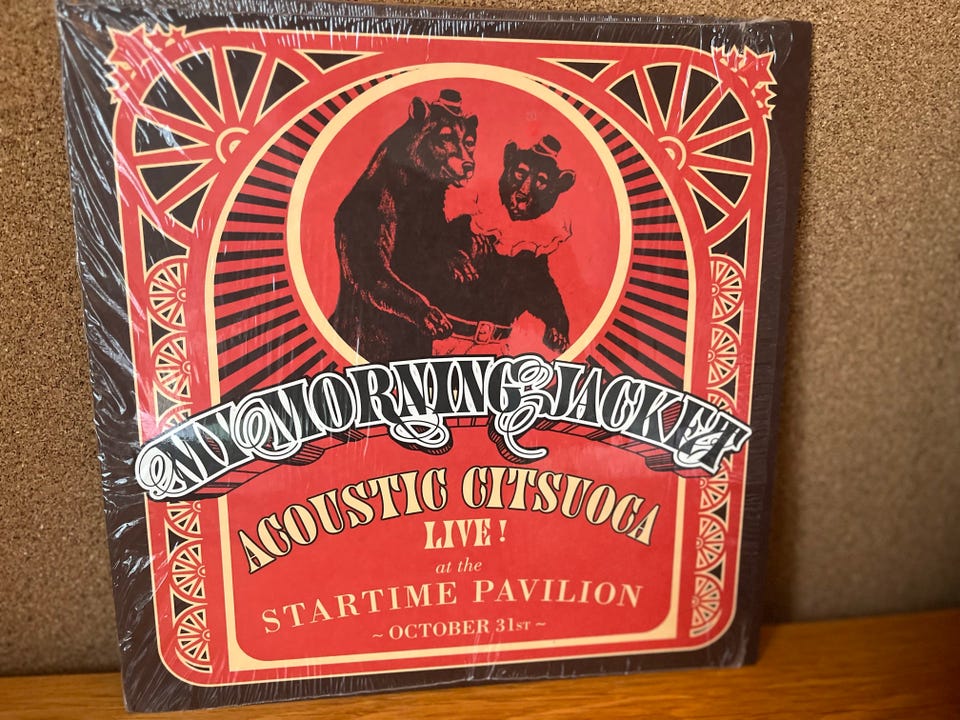 MY MORNING JACKET
ACOUSTIC CITSUOCA
LIVE!
at the
STARTIME PAVILION
~ OCTOBER 31ST ~